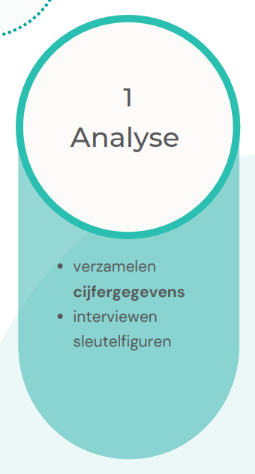 1
Analyse
• verzamelen
cijfergegevens
• interviewen
sleutelfiguren